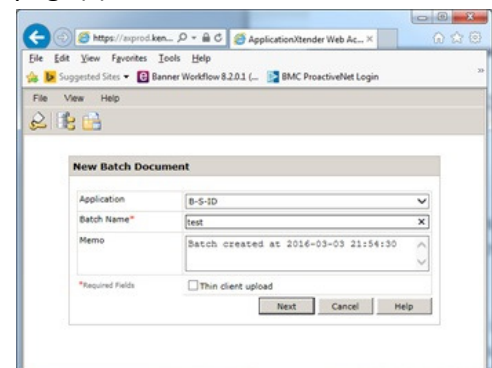 https://axprod.ken...
ApplicationXtender Web Ac...
File Edit View Favorites Tools Help
Suggested Sites
Banner Workflow 8.2.0.1 (...
BMC ProactiveNet Login
File View Help
New Batch Document
Application
B-S-ID
Batch Name*
test
Memo
Batch created at 2016-03-03 21:54:30
*Required Fields
Thin client upload
Next Cancel Help